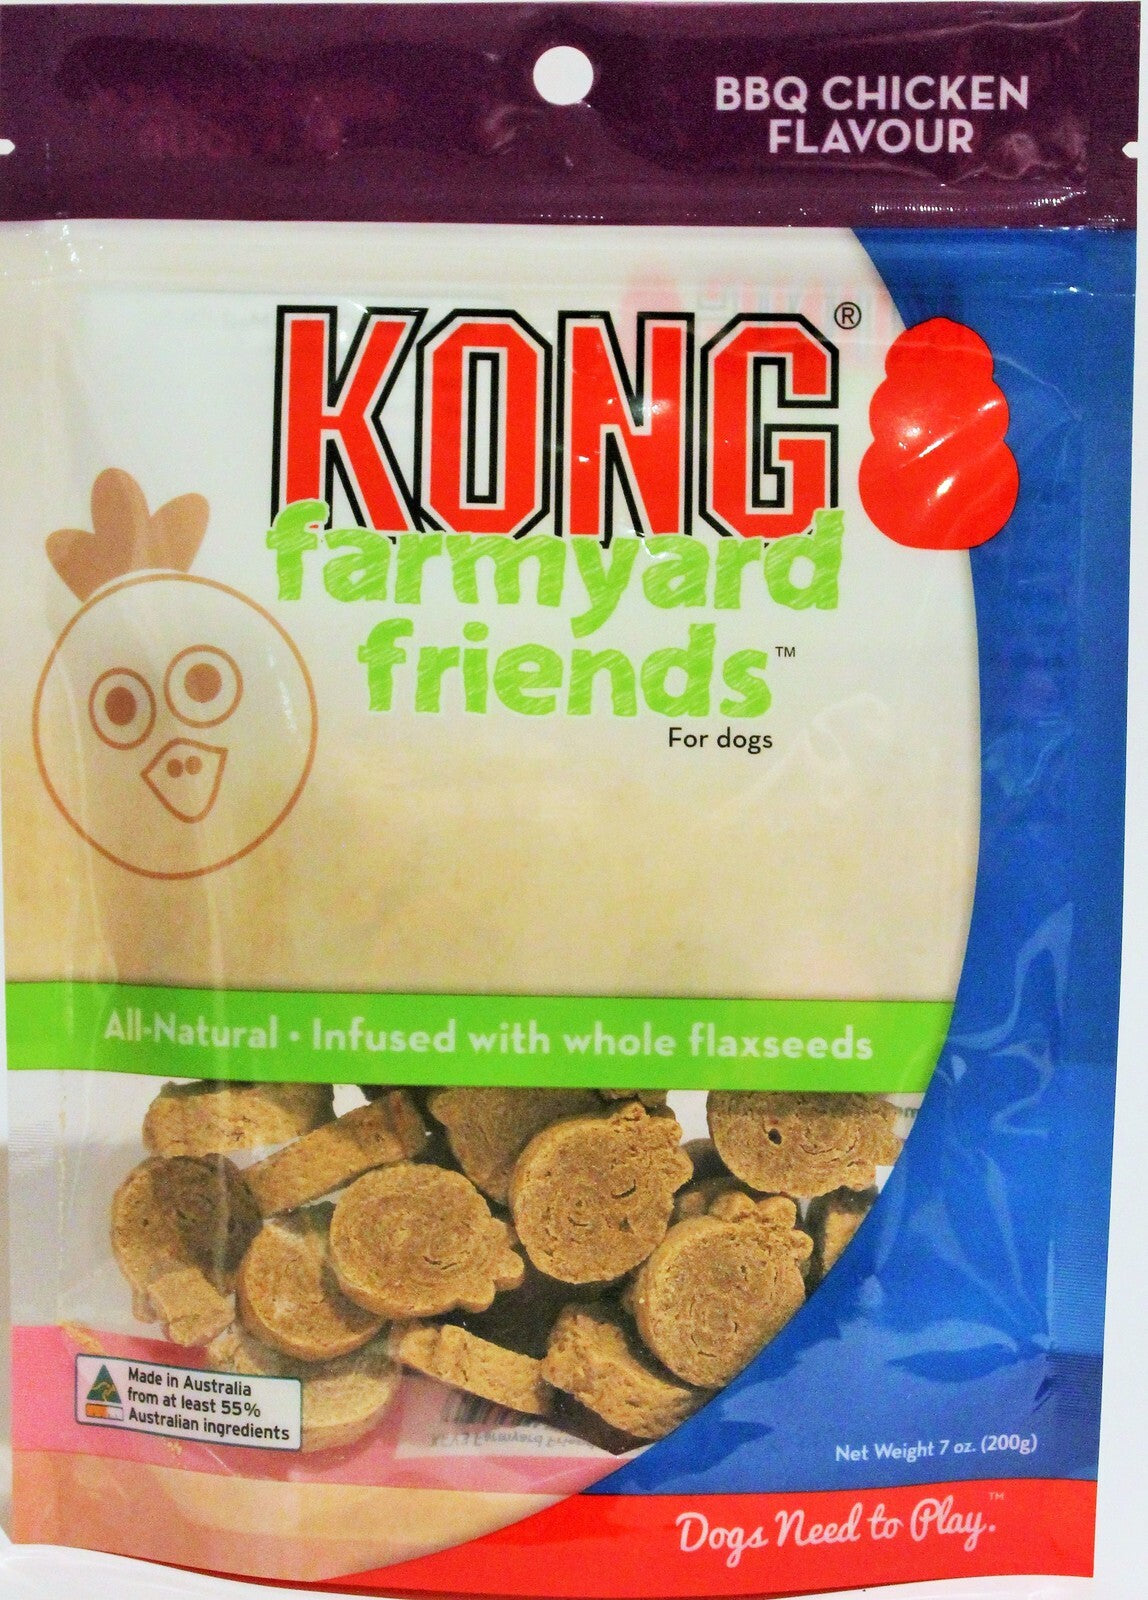 BBQ CHICKEN
FLAVOUR
KONG®
farmyard
friends™
For dogs
All-Natural • Infused with whole flaxseeds
Made in Australia
from at least 55%
Australian ingredients
Net Weight 7 oz. (200g)
Dogs Need to Play.™